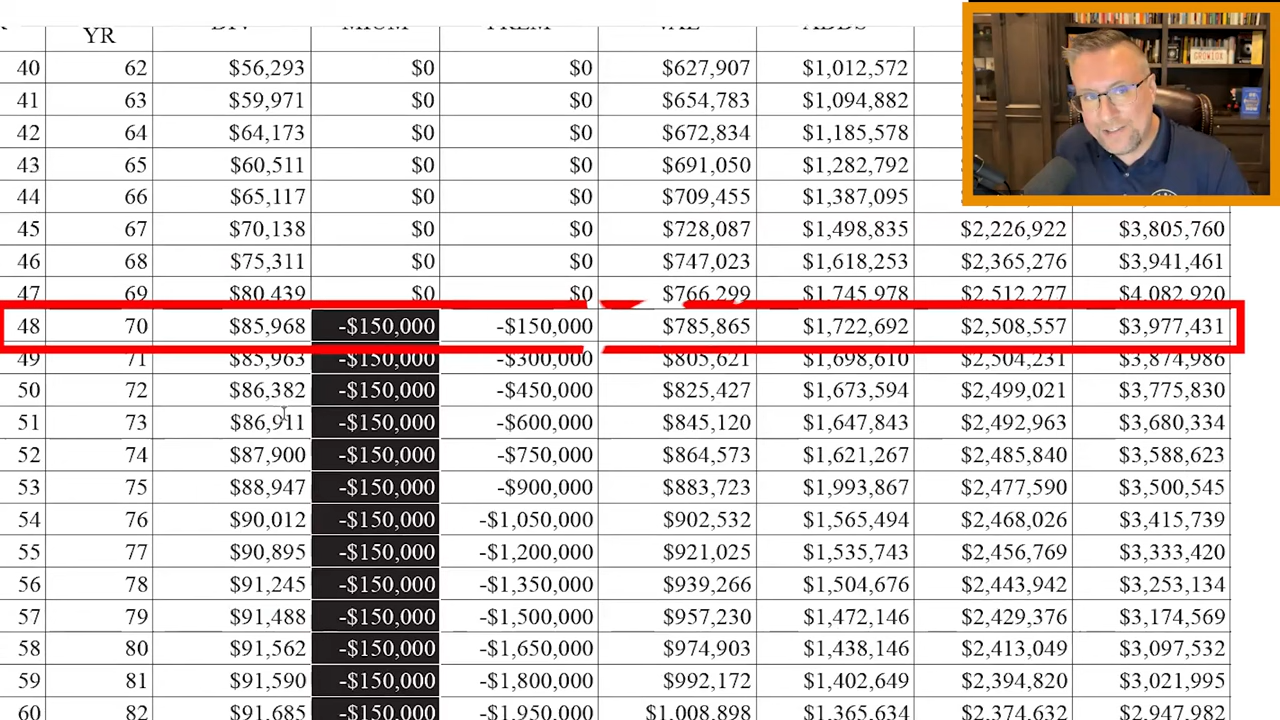 YR
40 62 $56,293 $0 $0 $627,907 $1,012,572
41 63 $59,971 $0 $0 $654,783 $1,094,882
42 64 $64,173 $0 $0 $672,834 $1,185,578
43 65 $60,511 $0 $0 $691,050 $1,282,792
44 66 $65,117 $0 $0 $709,455 $1,387,095
45 67 $70,138 $0 $0 $728,087 $1,498,835 $2,226,922 $3,805,760
46 68 $75,311 $0 $0 $747,023 $1,618,253 $2,365,276 $3,941,461
47 69 $80,439 $0 $0 $766,299 $1,745,978 $2,512,277 $4,082,920
48 70 $85,968 -$150,000 -$150,000 $785,865 $1,722,692 $2,508,557 $3,977,431
49 71 $85,963 -$150,000 -$300,000 $805,621 $1,698,610 $2,504,231 $3,874,986
50 72 $86,382 -$150,000 -$450,000 $825,427 $1,673,594 $2,499,021 $3,775,830
51 73 $86,911 -$150,000 -$600,000 $845,120 $1,647,843 $2,492,963 $3,680,334
52 74 $87,900 -$150,000 -$750,000 $864,573 $1,621,267 $2,485,840 $3,588,623
53 75 $88,947 -$150,000 -$900,000 $883,723 $1,993,867 $2,477,590 $3,500,545
54 76 $90,012 -$150,000 -$1,050,000 $902,532 $1,565,494 $2,468,026 $3,415,739
55 77 $90,895 -$150,000 -$1,200,000 $921,025 $1,535,743 $2,456,769 $3,333,420
56 78 $91,245 -$150,000 -$1,350,000 $939,266 $1,504,676 $2,443,942 $3,253,134
57 79 $91,488 -$150,000 -$1,500,000 $957,230 $1,472,146 $2,429,376 $3,174,569
58 80 $91,562 -$150,000 -$1,650,000 $974,903 $1,438,146 $2,413,049 $3,097,532
59 81 $91,590 -$150,000 -$1,800,000 $992,172 $1,402,649 $2,394,820 $3,021,995
60 82 $91,685 -$150,000 -$1,950,000 $1,008,898 $1,365,634 $2,374,632 $2,947,982